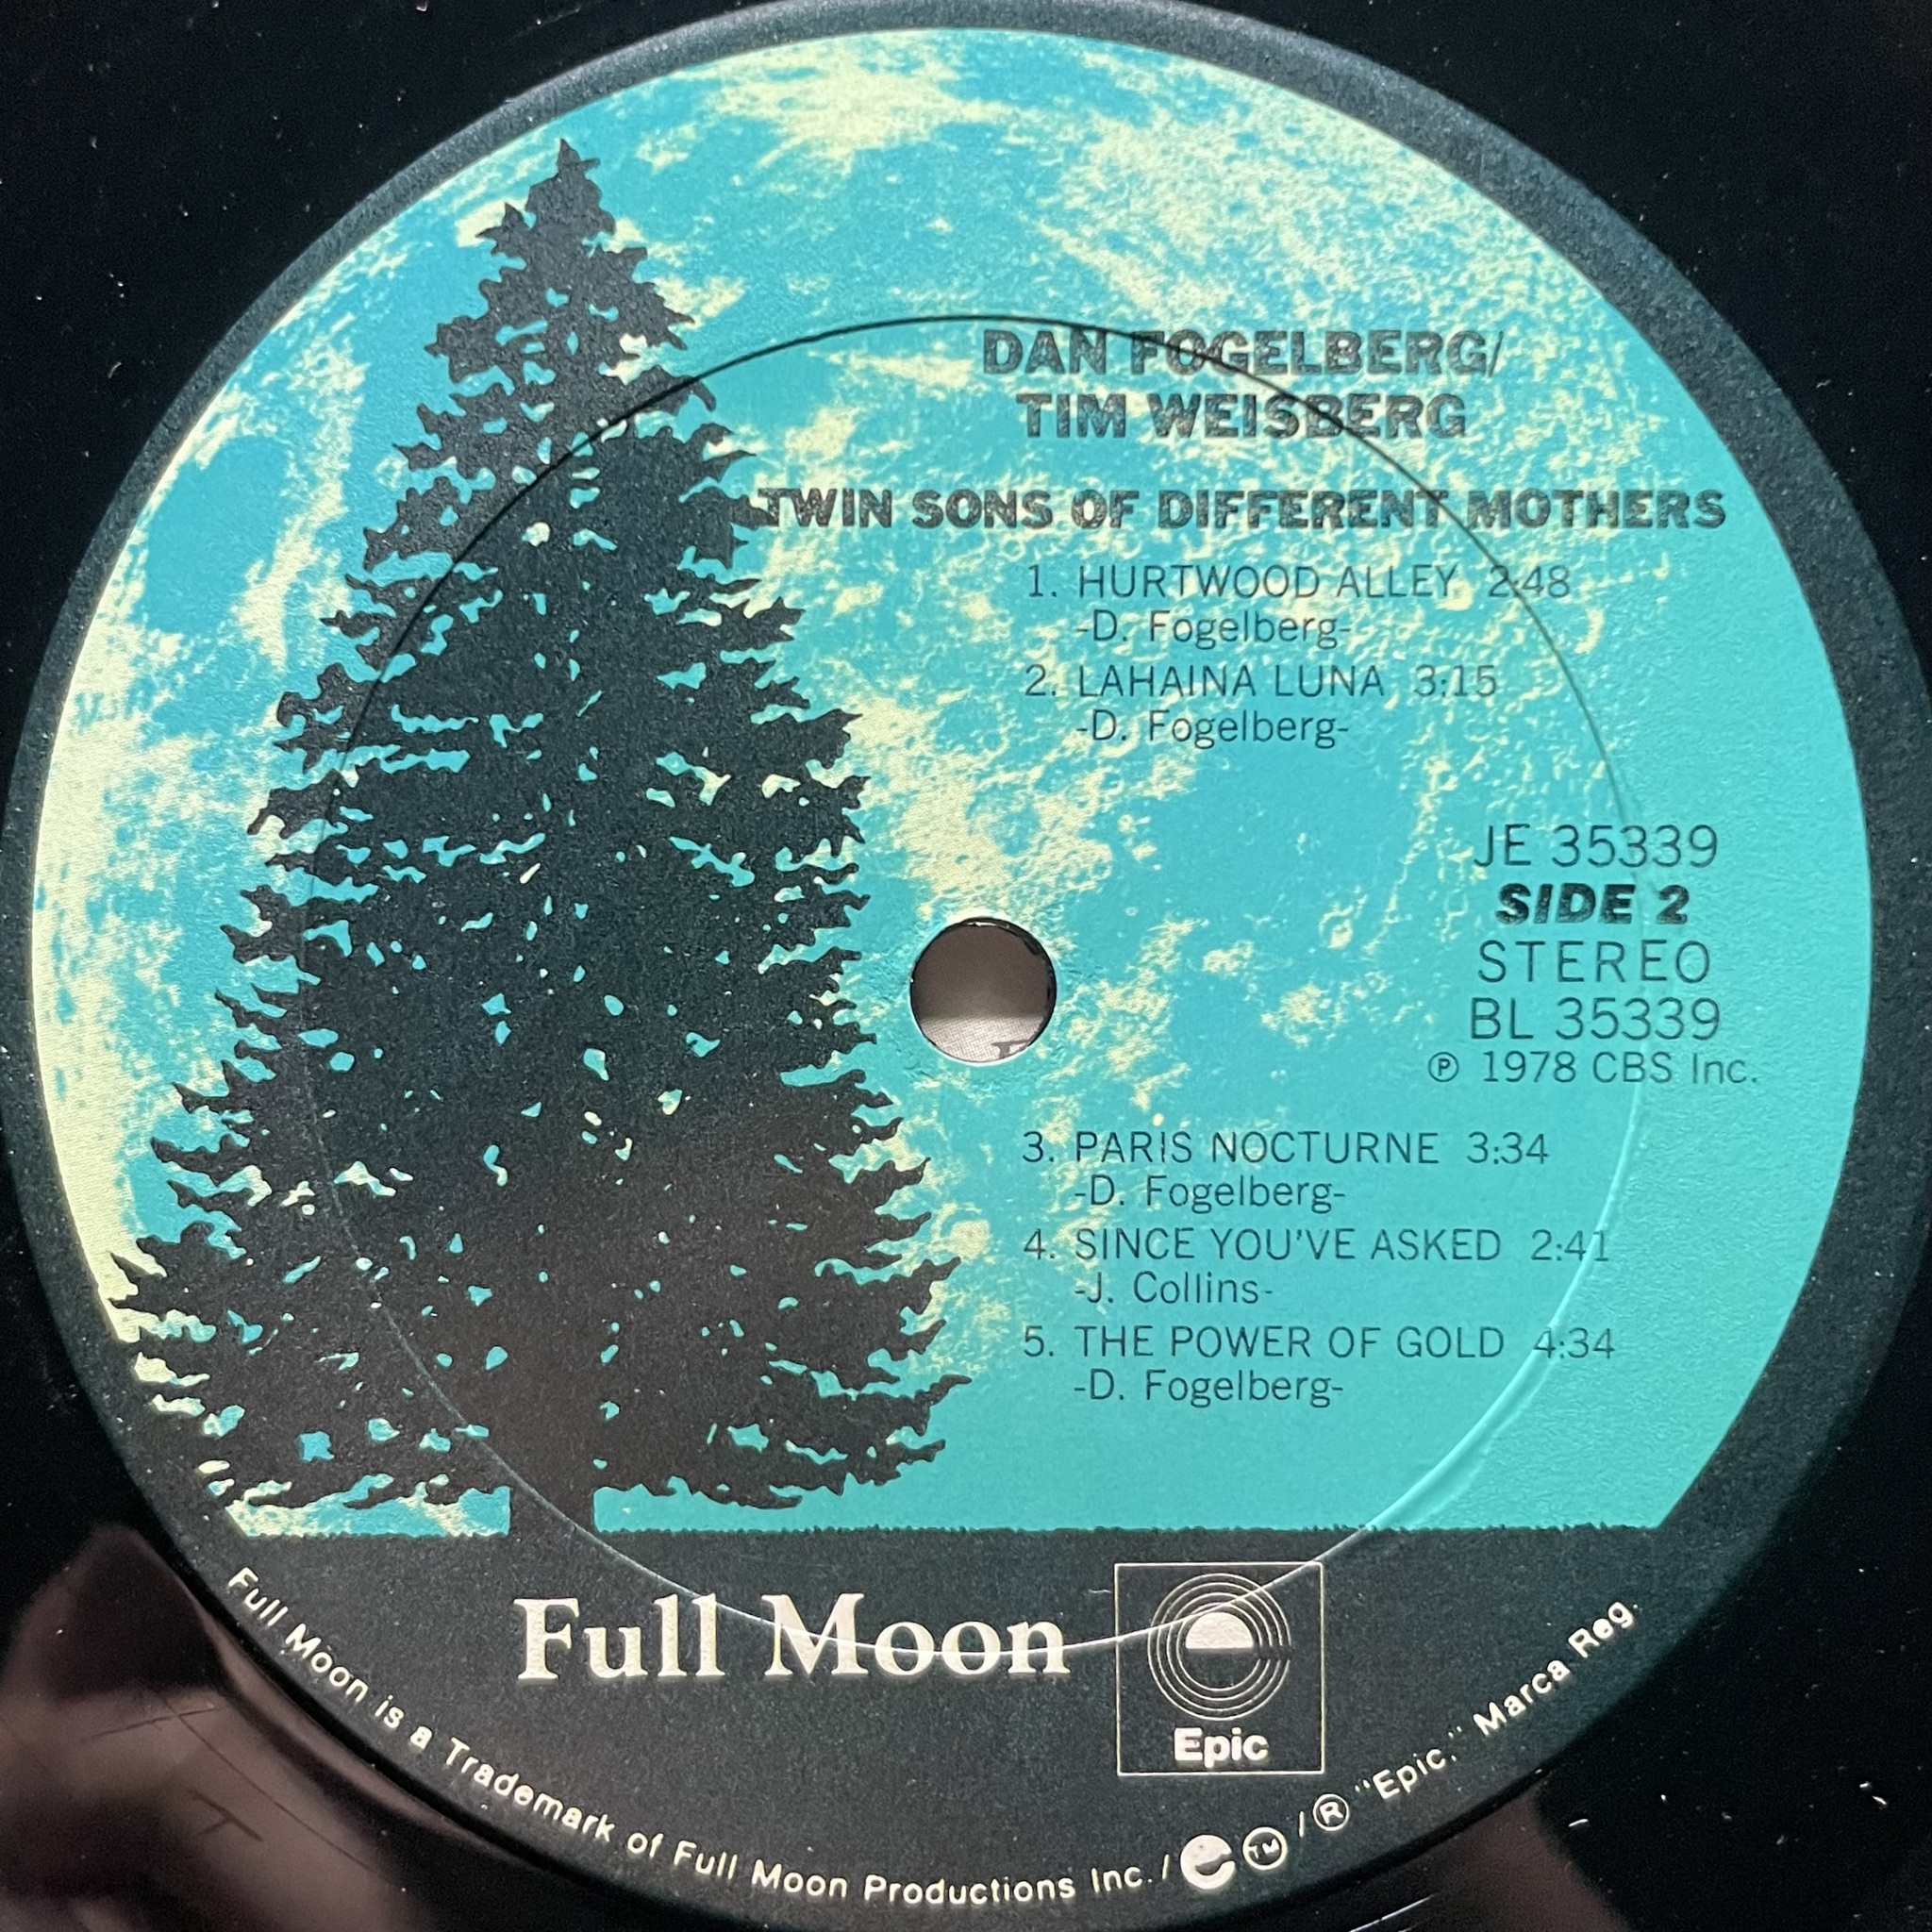 DAN FOGELBERG/
TIM WEISBERG
TWIN SONS OF DIFFERENT MOTHERS
1. HURTWOOD ALLEY 2:48
-D. Fogelberg-
2. LAHAINA LUNA 3:15
-D. Fogelberg-
JE 35339
SIDE 2
STEREO
BL 35339
℗ 1978 CBS Inc.
3. PARIS NOCTURNE 3:34
-D. Fogelberg-
4. SINCE YOU'VE ASKED 2:41
-J. Collins-
5. THE POWER OF GOLD 4:34
-D. Fogelberg-
Full Moon
Epic
Full Moon is a Trademark of Full Moon Productions Inc. / e TM / ® "Epic," Marca Reg.